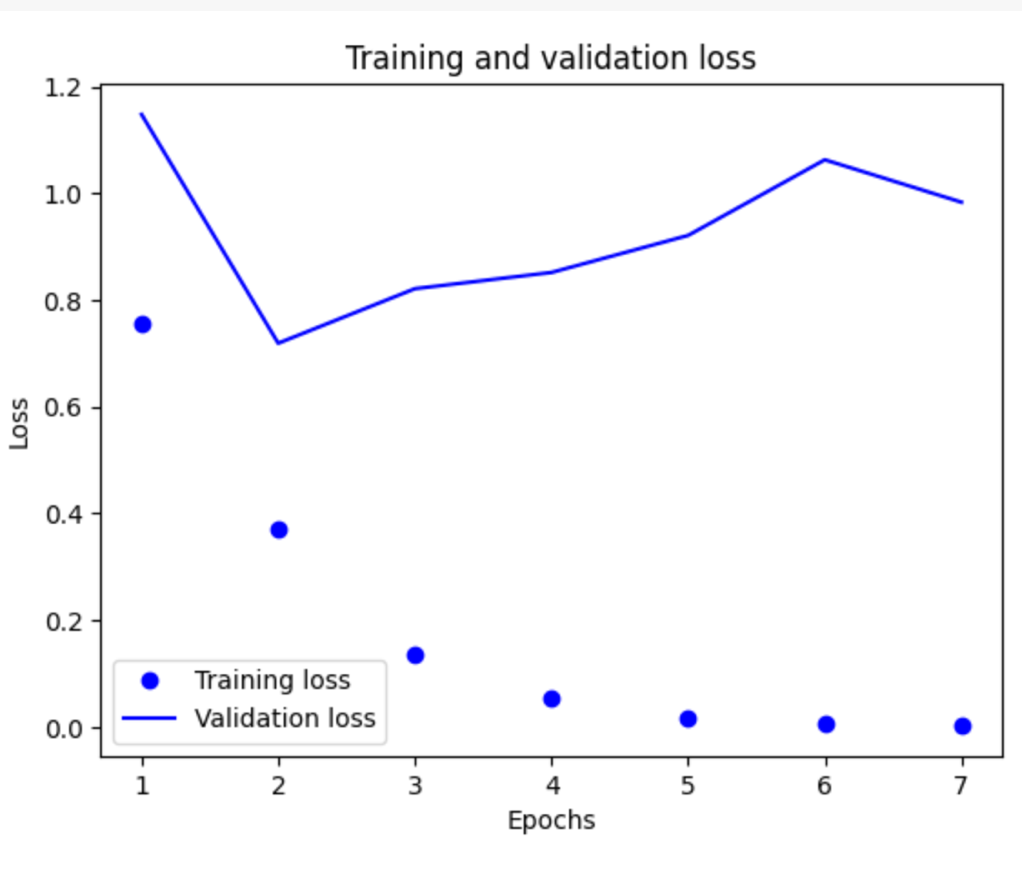 Training and validation loss
1.2
1.0
0.8
0.6
0.4
0.2
0.0
Loss
Training loss
Validation loss
1 2 3 4 5 6 7
Epochs